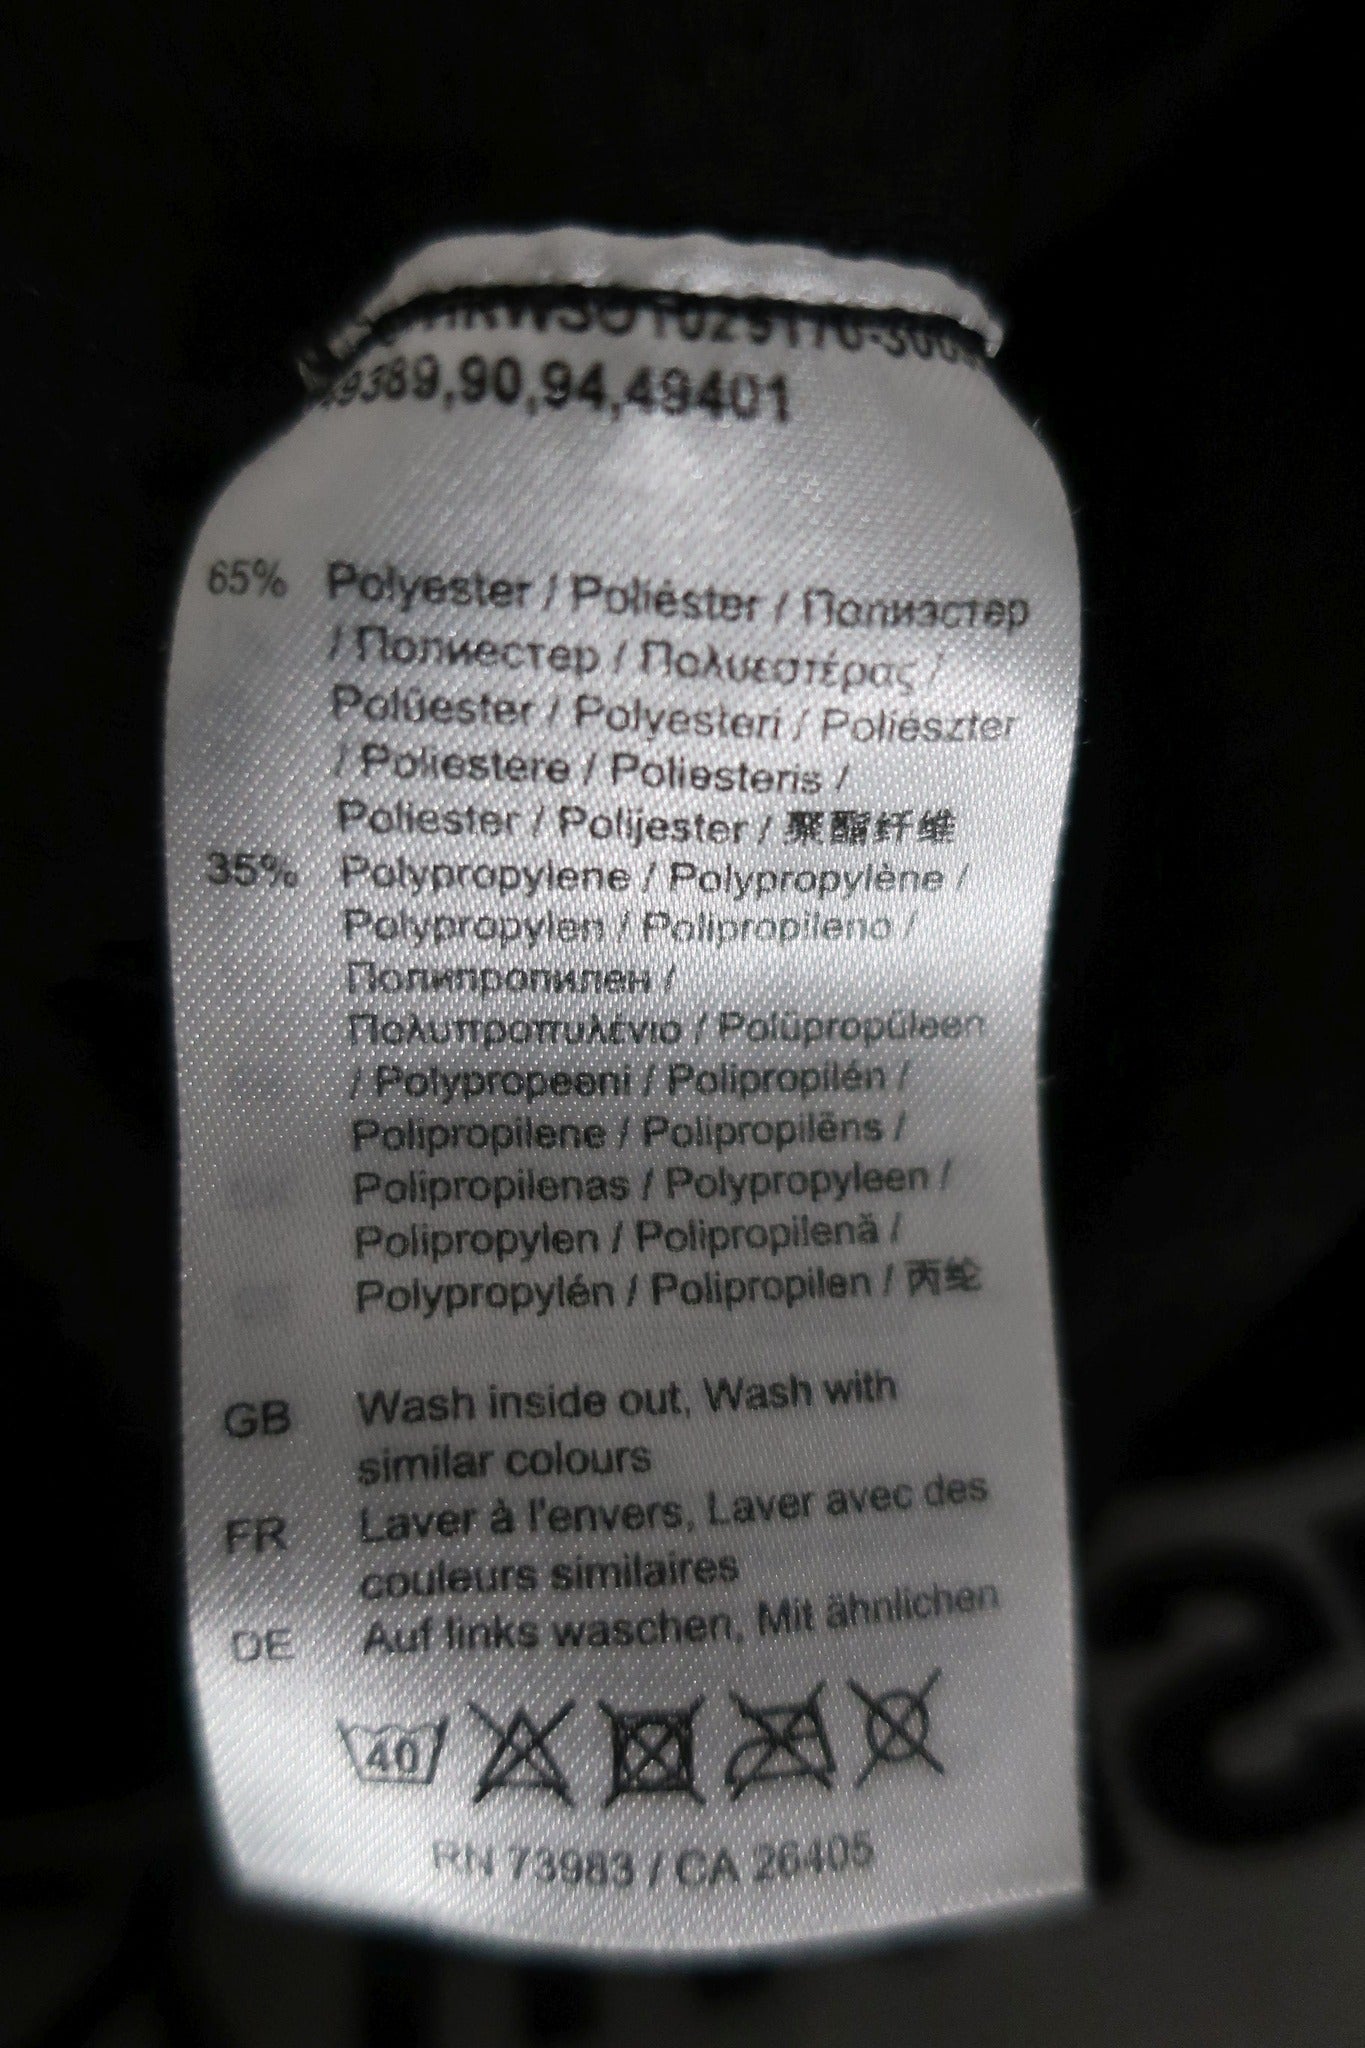 49389,90,94,49401
65% Polyester / Poliéster / Полиэстер
/ Полиестер / Πολυεστέρας /
Polüester / Polyesteri / Poliészter
/ Poliestere / Poliesteris /
Poliester / Polijester / 聚酯纤维
35% Polypropylene / Polypropylène /
Polypropylen / Polipropileno /
Полипропилен /
Πολυπροπυλένιο / Polüpropüleen
/ Polypropeeni / Polipropilén /
Polipropilene / Polipropilēns /
Polipropilenas / Polypropyleen /
Polipropylen / Polipropilenă /
Polypropylén / Polipropilen / 丙纶
GB Wash inside out, Wash with
similar colours
FR Laver à l'envers, Laver avec des
couleurs similaires
DE Auf links waschen, Mit ähnlichen
40
RN 73983 / CA 26405